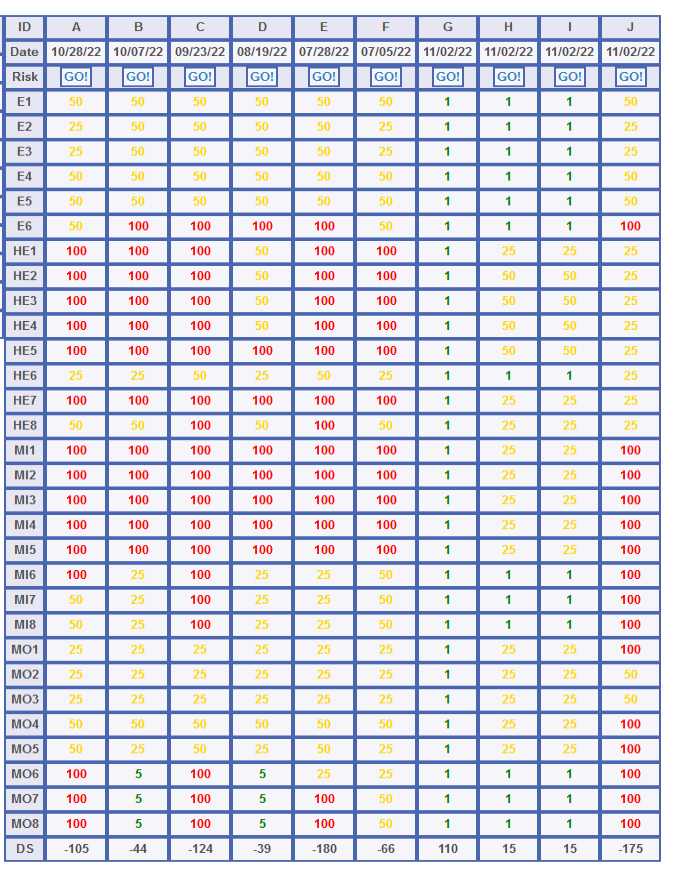 ID A B C D E F G H I J
Date 10/28/22 10/07/22 09/23/22 08/19/22 07/28/22 07/05/22 11/02/22 11/02/22 11/02/22 11/02/22
Risk GO! GO! GO! GO! GO! GO! GO! GO! GO! GO!
E1 50 50 50 50 50 50 1 1 1 50
E2 25 50 50 50 50 25 1 1 1 25
E3 25 50 50 50 50 25 1 1 1 25
E4 50 50 50 50 50 50 1 1 1 50
E5 50 50 50 50 50 50 1 1 1 50
E6 50 100 100 100 100 50 1 1 1 100
HE1 100 100 100 50 100 100 1 25 25 25
HE2 100 100 100 50 100 100 1 50 50 25
HE3 100 100 100 50 100 100 1 50 50 25
HE4 100 100 100 50 100 100 1 50 50 25
HE5 100 100 100 100 100 100 1 50 50 25
HE6 25 25 50 25 50 25 1 1 1 25
HE7 100 100 100 100 100 100 1 25 25 25
HE8 50 50 100 50 100 50 1 25 25 25
MI1 100 100 100 100 100 100 1 25 25 100
MI2 100 100 100 100 100 100 1 25 25 100
MI3 100 100 100 100 100 100 1 25 25 100
MI4 100 100 100 100 100 100 1 25 25 100
MI5 100 100 100 100 100 100 1 25 25 100
MI6 100 25 100 25 25 50 1 1 1 100
MI7 50 25 100 25 25 50 1 1 1 100
MI8 50 25 100 25 25 50 1 1 1 100
MO1 25 25 25 25 25 25 1 25 25 100
MO2 25 25 25 25 25 25 1 25 25 50
MO3 25 25 25 25 25 25 1 25 25 50
MO4 50 50 50 50 50 50 1 25 25 100
MO5 50 25 50 25 50 25 1 25 25 100
MO6 100 5 100 5 25 25 1 1 1 100
MO7 100 5 100 5 100 50 1 1 1 100
MO8 100 5 100 5 100 50 1 1 1 100
DS -105 -44 -124 -39 -180 -66 110 15 15 -175